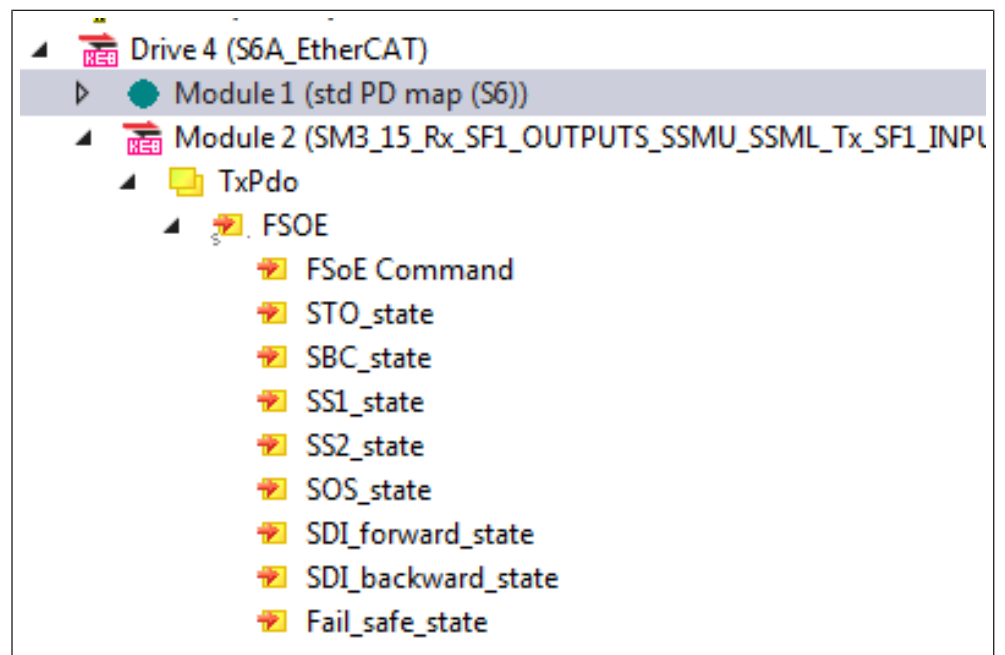 Drive 4 (S6A_EtherCAT)
Module 1 (std PD map (S6))
KEB Module 2 (SM3_15_Rx_SF1_OUTPUTS_SSMU_SSML_Tx_SF1_INPU
TxPdo
FSOE
FSoE Command
STO_state
SBC_state
SS1_state
SS2_state
SOS_state
SDI_forward_state
SDI_backward_state
Fail_safe_state